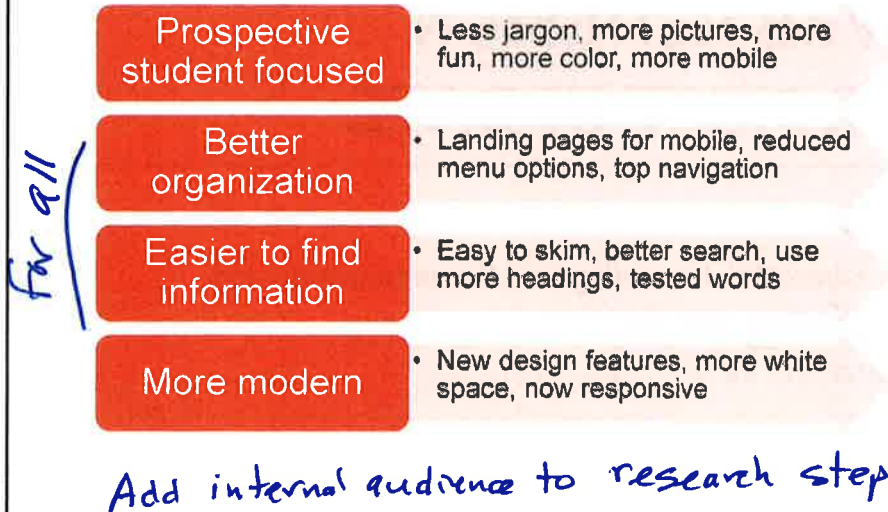 Prospective
student focused
• Less jargon, more pictures, more
fun, more color, more mobile
for all
Better
organization
• Landing pages for mobile, reduced
menu options, top navigation
Easier to find
information
• Easy to skim, better search, use
more headings, tested words
More modern
• New design features, more white
space, now responsive
Add internal audience to research step